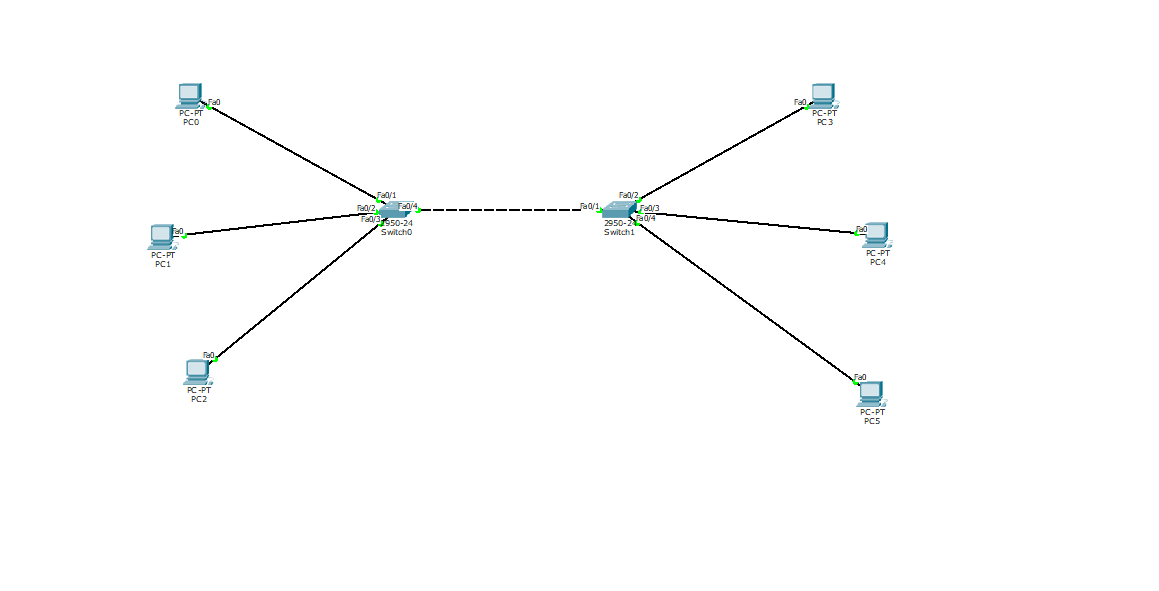 Fa0
PC-PT
PC0
Fa0
PC-PT
PC3
Fa0/1
Fa0/2
Fa0/4
Fa0/3
2950-24
Switch0
Fa0/2
Fa0/1
Fa0/3
Fa0/4
2950-24
Switch1
Fa0
PC-PT
PC1
Fa0
PC-PT
PC4
Fa0
PC-PT
PC2
Fa0
PC-PT
PC5